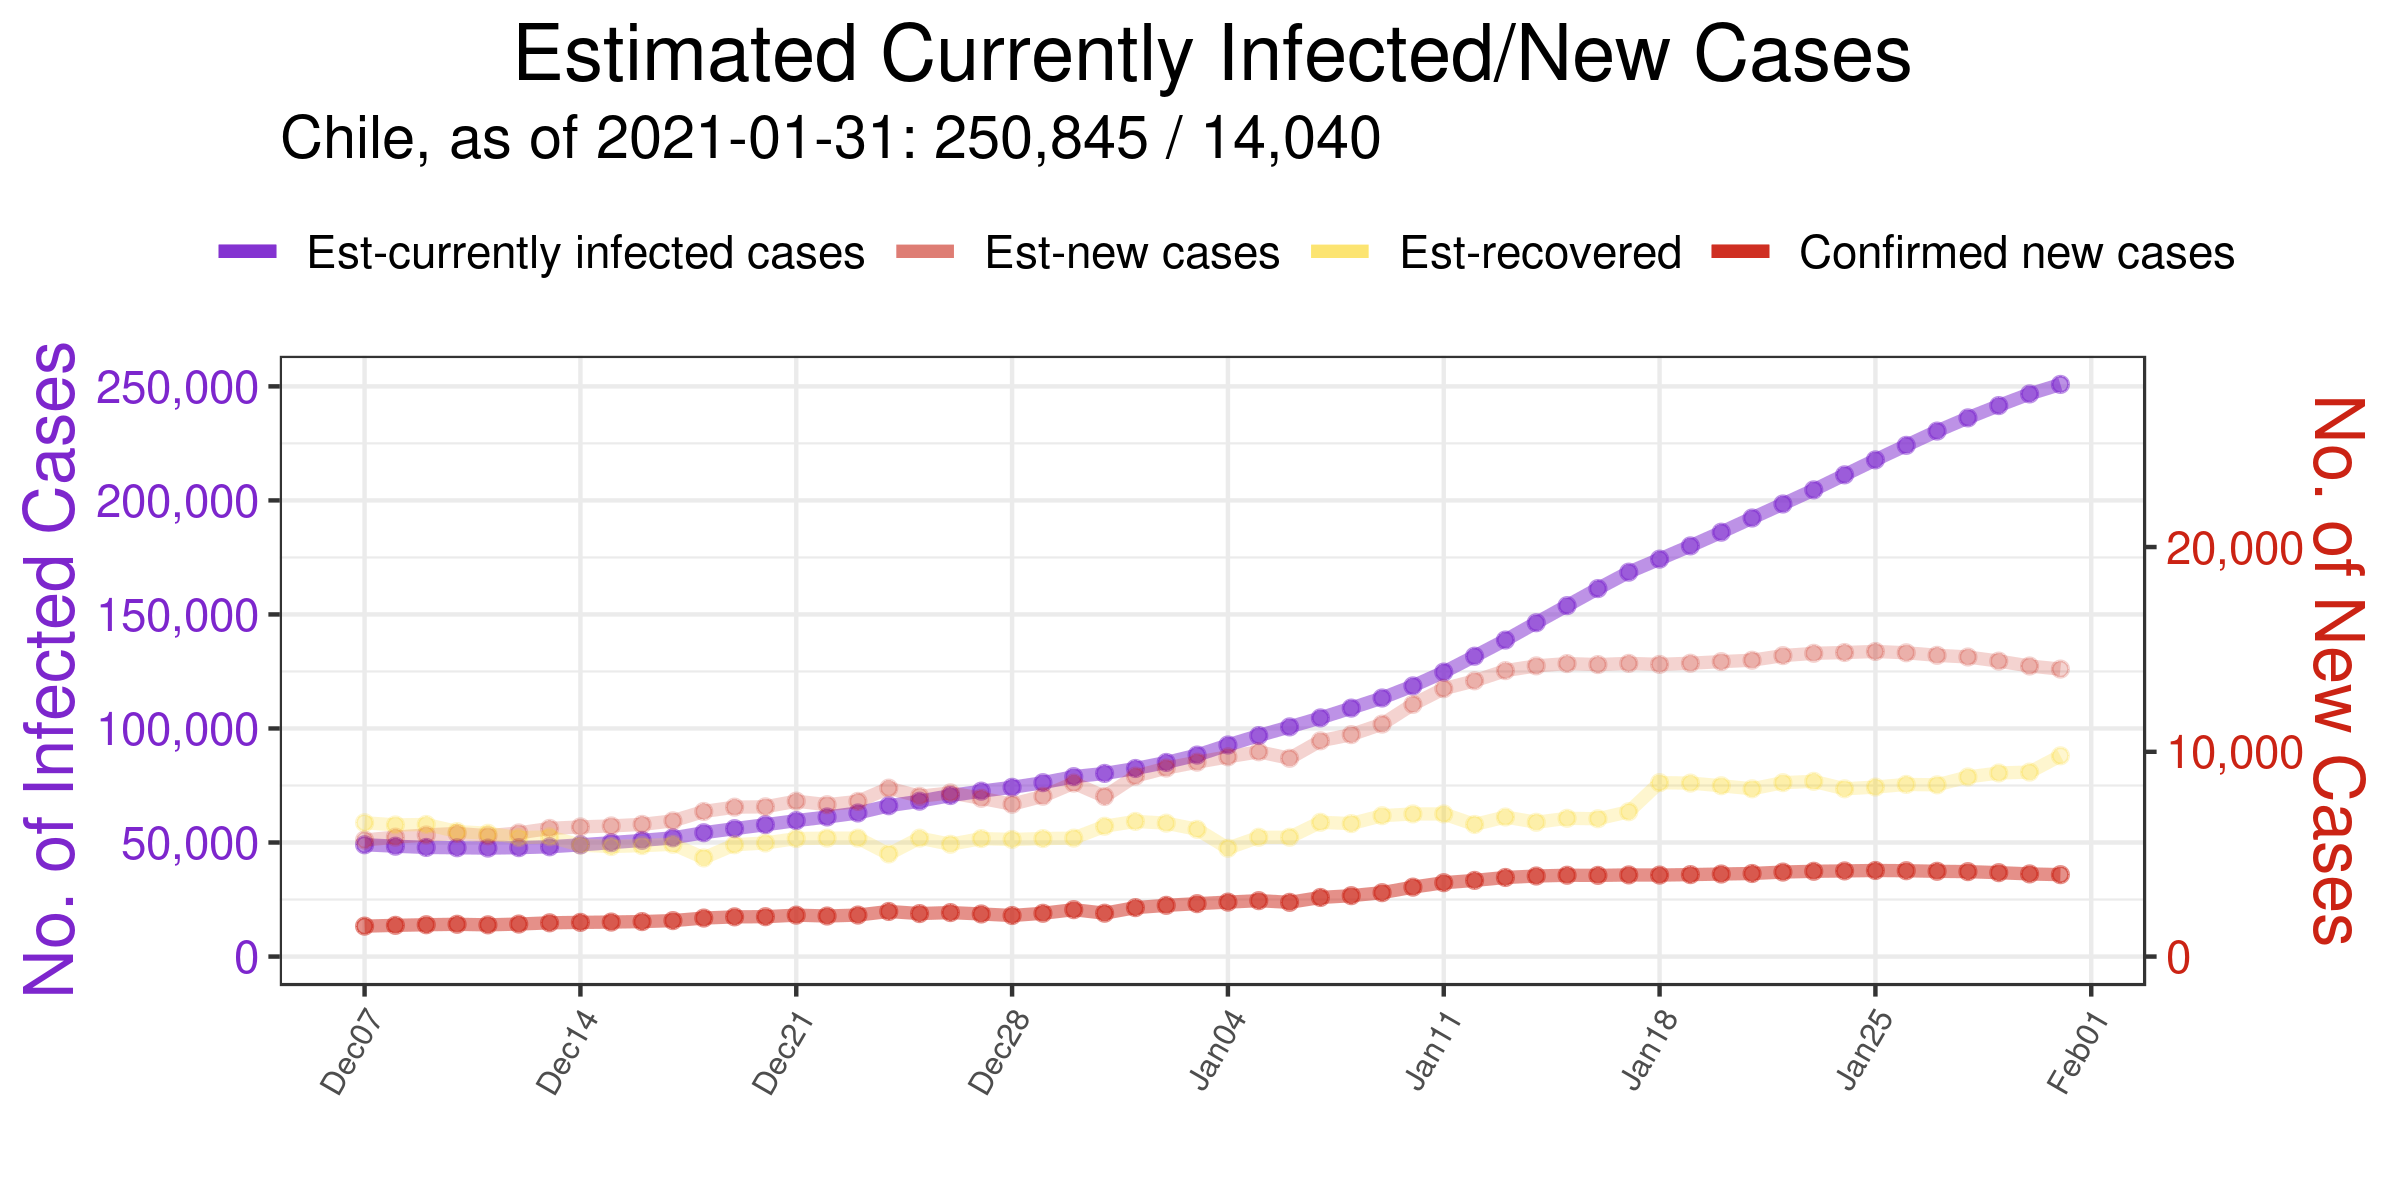 Estimated Currently Infected/New Cases
Chile, as of 2021-01-31: 250,845 / 14,040
Est-currently infected cases Est-new cases Est-recovered Confirmed new cases
No. of Infected Cases
250,000
200,000
150,000
100,000
50,000
0
20,000
10,000
0
No. of New Cases
Dec07 Dec14 Dec21 Dec28 Jan04 Jan11 Jan18 Jan25 Feb01